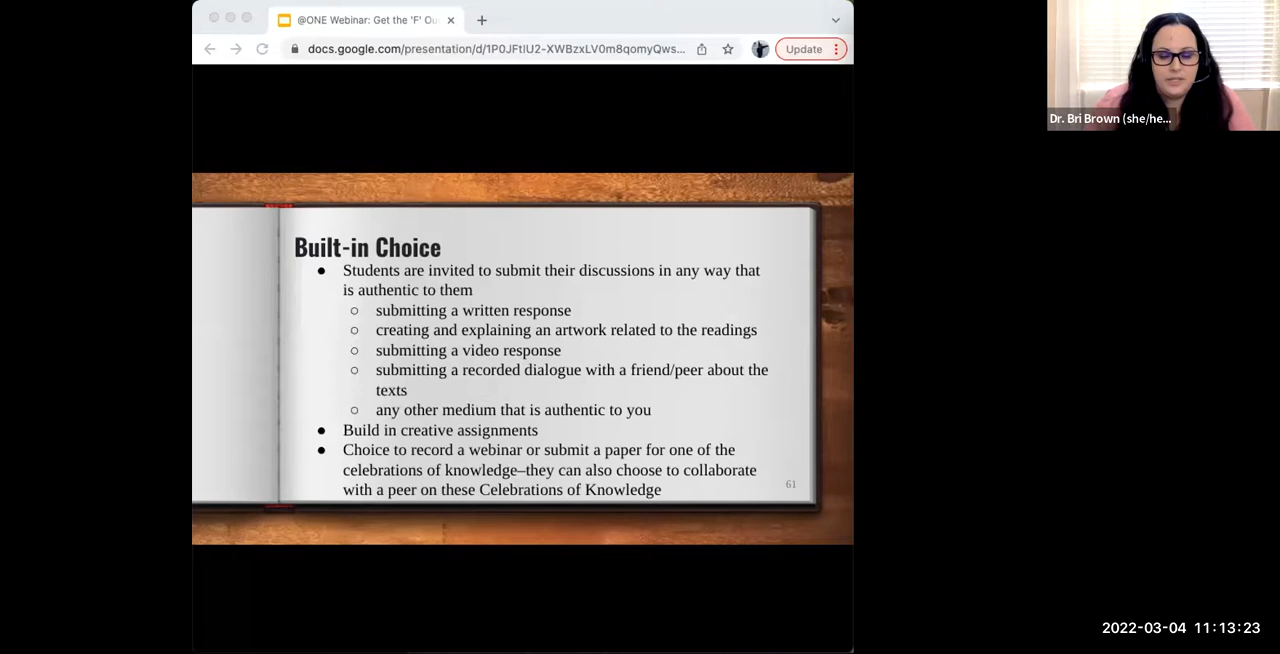 @ONE Webinar: Get the 'F' Ou
docs.google.com/presentation/d/1P0JFtIU2-XWBzxLV0m8qomyQws...
Update
Dr. Bri Brown (she/he...
Built-in Choice
● Students are invited to submit their discussions in any way that
is authentic to them
○ submitting a written response
○ creating and explaining an artwork related to the readings
○ submitting a video response
○ submitting a recorded dialogue with a friend/peer about the
texts
○ any other medium that is authentic to you
● Build in creative assignments
● Choice to record a webinar or submit a paper for one of the
celebrations of knowledge–they can also choose to collaborate
with a peer on these Celebrations of Knowledge
61
2022-03-04 11:13:23